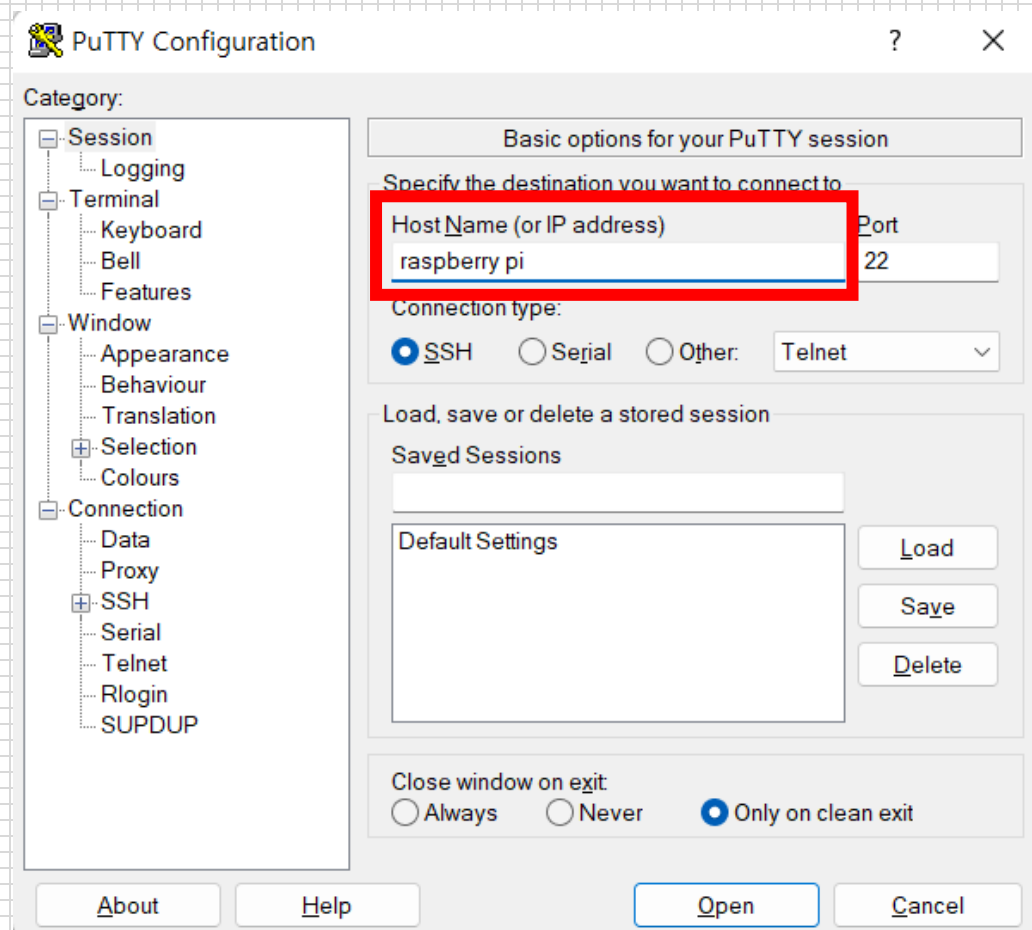 PuTTY Configuration
?
Category:
Session
Logging
Terminal
Keyboard
Bell
Features
Window
Appearance
Behaviour
Translation
Selection
Colours
Connection
Data
Proxy
SSH
Serial
Telnet
Rlogin
SUPDUP
Basic options for your PuTTY session
Specify the destination you want to connect to
Host Name (or IP address) Port
raspberry pi 22
Connection type:
SSH Serial Other: Telnet
Load, save or delete a stored session
Saved Sessions
Default Settings
Load
Save
Delete
Close window on exit:
Always Never Only on clean exit
About Help Open Cancel